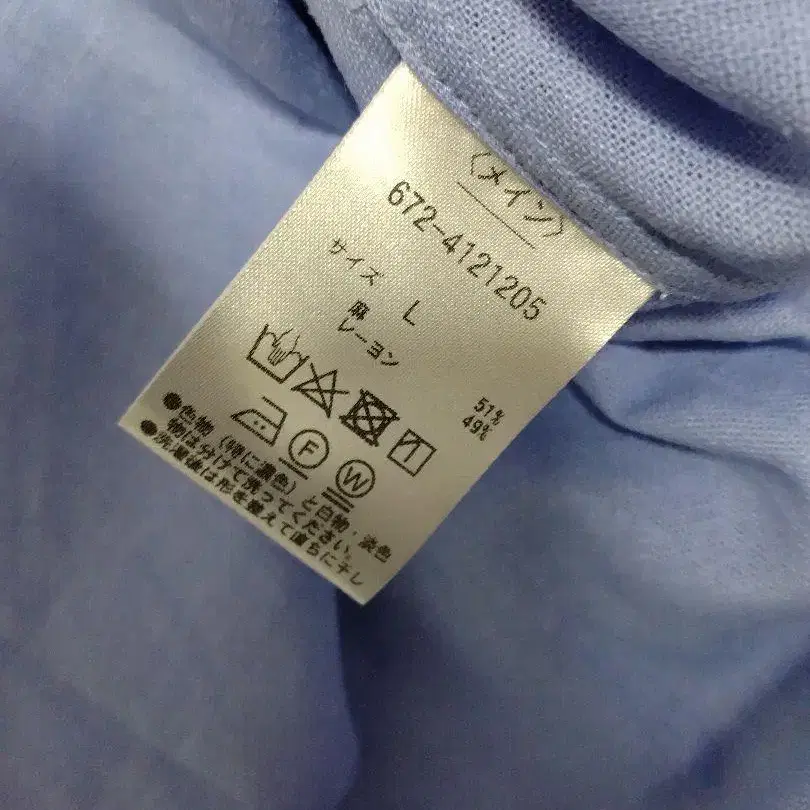 〈メイン〉
672-4121205
サイズ L
麻 51%
レーヨン 49%
F W
●色物(特に濃色)と白物・淡色
物は分けて洗ってください。
●洗濯後は形を整えて直ちに干し